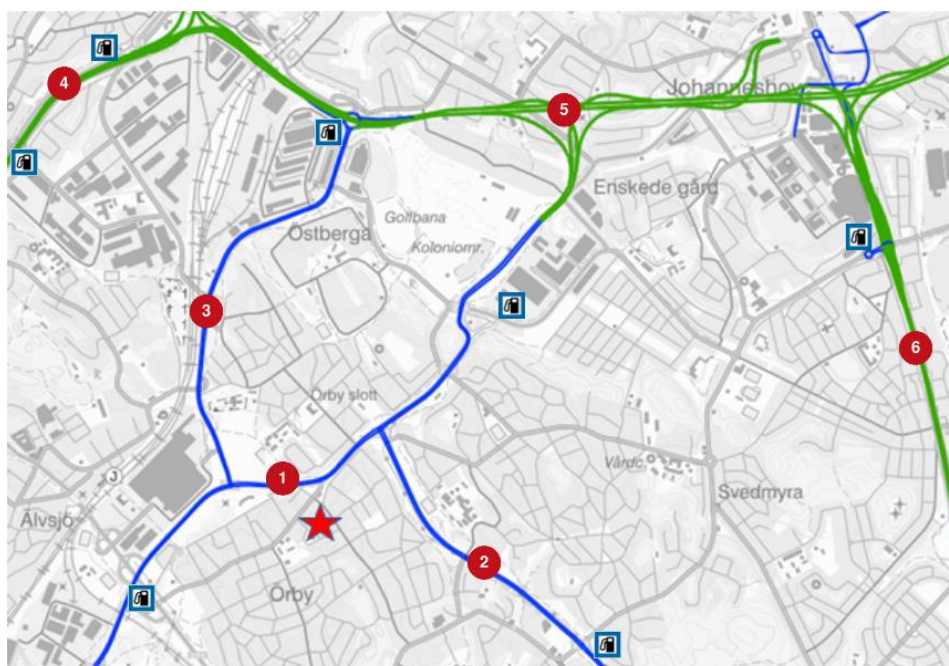 4
5
Johanneshov
Enskede gård
Golfbana
Östberga
Koloniomr.
3
6
Örby slott
J
1
Vårdc.
Svedmyra
Älvsjö
2
Örby